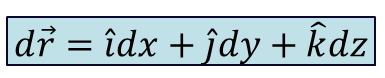 d\vec{r} = \hat{\imath}dx + \hat{\jmath}dy + \hat{k}dz